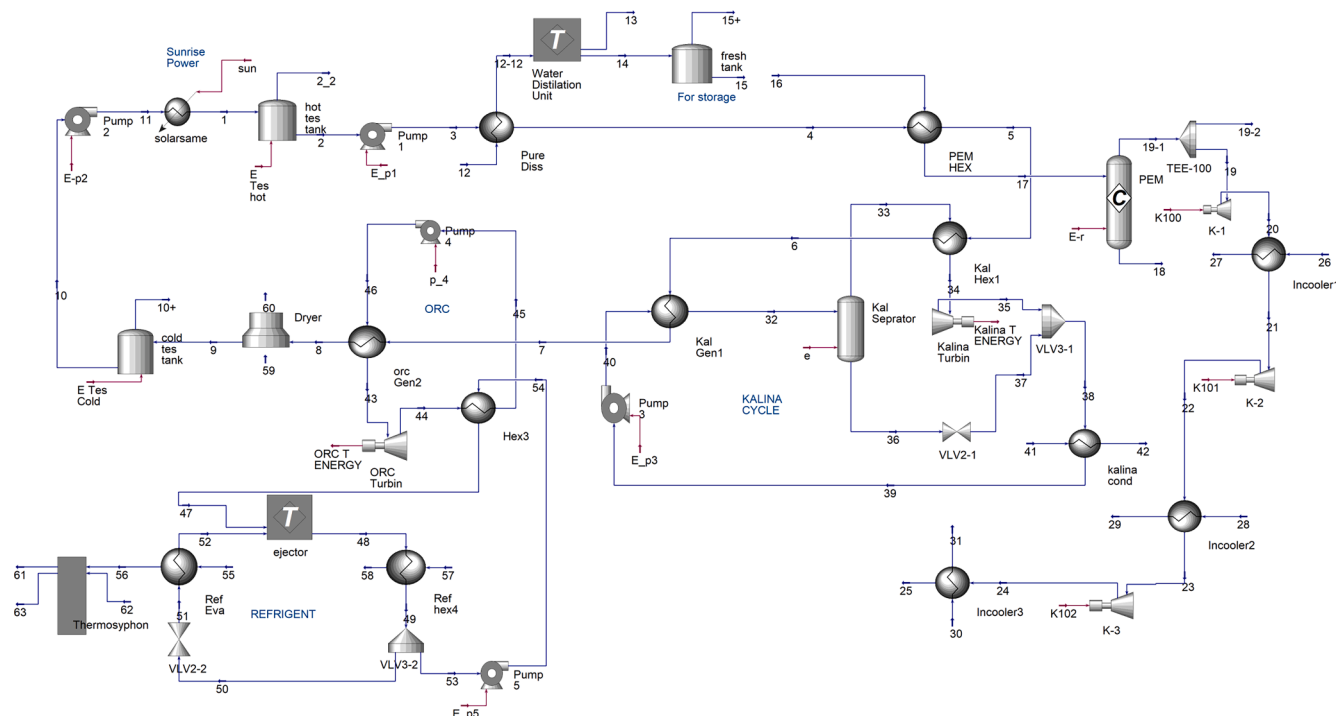 Sunrise
Power
sun
2_2
11
1
solarsame
Pump
2
E-p2
hot
tes
tank
2
E
Tes
hot
Pump
1
E_p1
3
12-12
12
Pure
Diss
T
Water
Distilation
Unit
13
14
15+
fresh
tank
15
For storage
16
4
5
PEM
HEX
17
19-1
19-2
TEE-100
19
PEM
C
E-r
18
K100
K-1
20
27
26
Incooler1
21
K101
K-2
22
29
28
Incooler2
23
31
25
24
Incooler3
30
K102
K-3
33
6
Kal
Hex1
34
35
Kalina T
ENERGY
Kalina
Turbin
VLV3-1
32
Kal
Seprator
e
Kal
Gen1
7
40
Pump
3
E_p3
KALINA
CYCLE
37
36
VLV2-1
38
41
42
kalina
cond
39
Pump
4
p_4
46
ORC
45
10
10+
60
Dryer
cold
tes
tank
9
8
59
E Tes
Cold
orc
Gen2
43
44
Hex3
54
ORC T
ENERGY
ORC
Turbin
47
T
ejector
52
48
61
56
55
58
57
63
62
Thermosyphon
Ref
Eva
51
REFRIGENT
Ref
hex4
49
VLV2-2
VLV3-2
50
53
Pump
5
E_p5